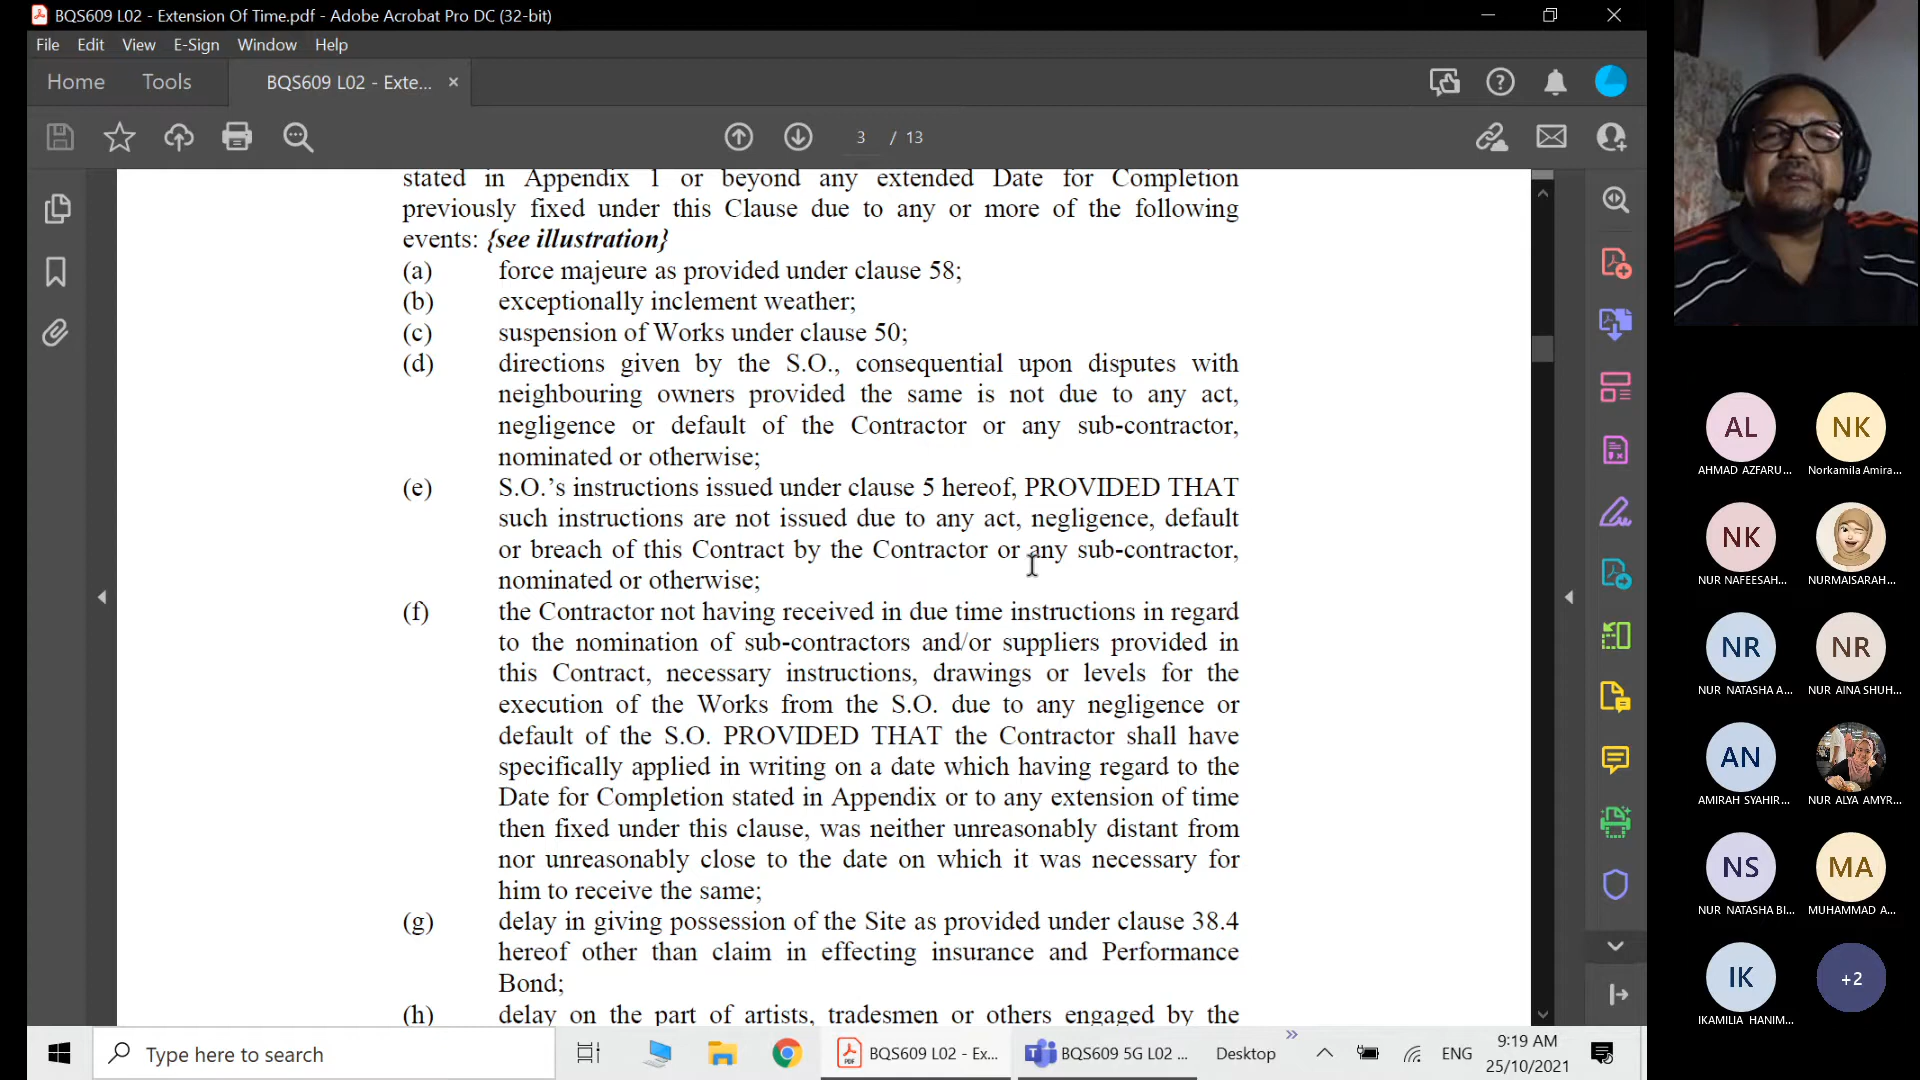 BQS609 L02 - Extension Of Time.pdf - Adobe Acrobat Pro DC (32-bit)
File Edit View E-Sign Window Help
Home Tools BQS609 L02 - Exte... ×
3 / 13
stated in Appendix 1 or beyond any extended Date for Completion
previously fixed under this Clause due to any or more of the following
events: {see illustration}
(a) force majeure as provided under clause 58;
(b) exceptionally inclement weather;
(c) suspension of Works under clause 50;
(d) directions given by the S.O., consequential upon disputes with
neighbouring owners provided the same is not due to any act,
negligence or default of the Contractor or any sub-contractor,
nominated or otherwise;
(e) S.O.’s instructions issued under clause 5 hereof, PROVIDED THAT
such instructions are not issued due to any act, negligence, default
or breach of this Contract by the Contractor or any sub-contractor,
nominated or otherwise;
(f) the Contractor not having received in due time instructions in regard
to the nomination of sub-contractors and/or suppliers provided in
this Contract, necessary instructions, drawings or levels for the
execution of the Works from the S.O. due to any negligence or
default of the S.O. PROVIDED THAT the Contractor shall have
specifically applied in writing on a date which having regard to the
Date for Completion stated in Appendix or to any extension of time
then fixed under this clause, was neither unreasonably distant from
nor unreasonably close to the date on which it was necessary for
him to receive the same;
(g) delay in giving possession of the Site as provided under clause 38.4
hereof other than claim in effecting insurance and Performance
Bond;
(h) delay on the part of artists, tradesmen or others engaged by the
AL NK
AHMAD AZFARU... Norkamila Amira...
NK
NUR NAFEESAH... NURMAISARAH...
NR NR
NUR NATASHA A... NUR AINA SHUH...
AN
AMIRAH SYAHIR... NUR ALYA AMYR...
NS MA
NUR NATASHA BI... MUHAMMAD A...
IK +2
IKAMILIA HANIM...
Type here to search
BQS609 L02 - Ex...
BQS609 5G L02 ...
Desktop
ENG
9:19 AM
25/10/2021